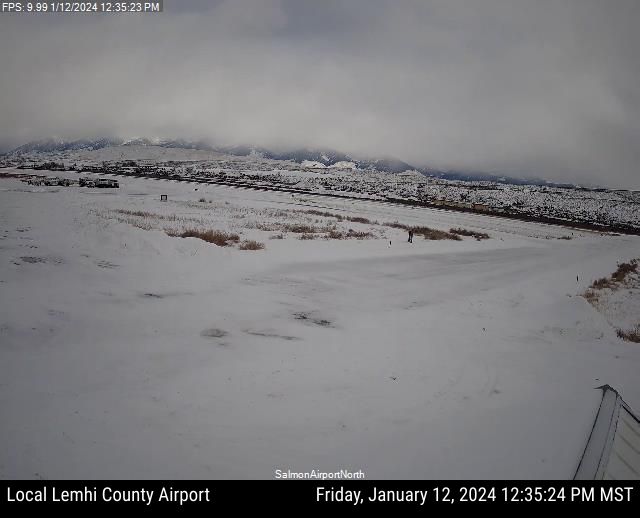 FPS: 9.99 1/12/2024 12:35:23 PM
SalmonAirportNorth
Local Lemhi County Airport Friday, January 12, 2024 12:35:24 PM MST